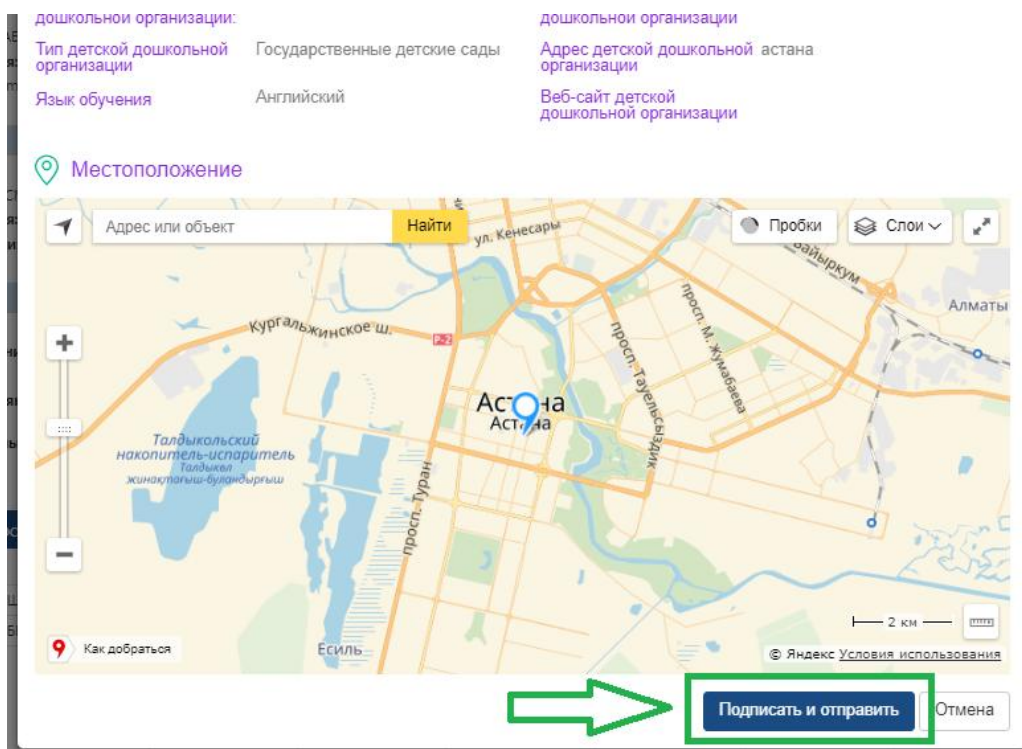 дошкольной организации:
дошкольной организации
Тип детской дошкольной организации
Государственные детские сады
Адрес детской дошкольной организации
астана
Язык обучения
Английский
Веб-сайт детской дошкольной организации
Местоположение
Адрес или объект
Найти
Пробки
Слои
ул. Кенесары
Байыркум
Алматы
Кургальжинское ш.
Р-2
просп. М. Жумабаева
просп. Тауельсыздик
Астана
Астана
Талдыкольский
накопитель-испаритель
Талдыкөл
жинақтағыш-буландырғыш
просп. Туран
Есиль
2 км
Как добраться
© Яндекс Условия использования
Подписать и отправить
Отмена